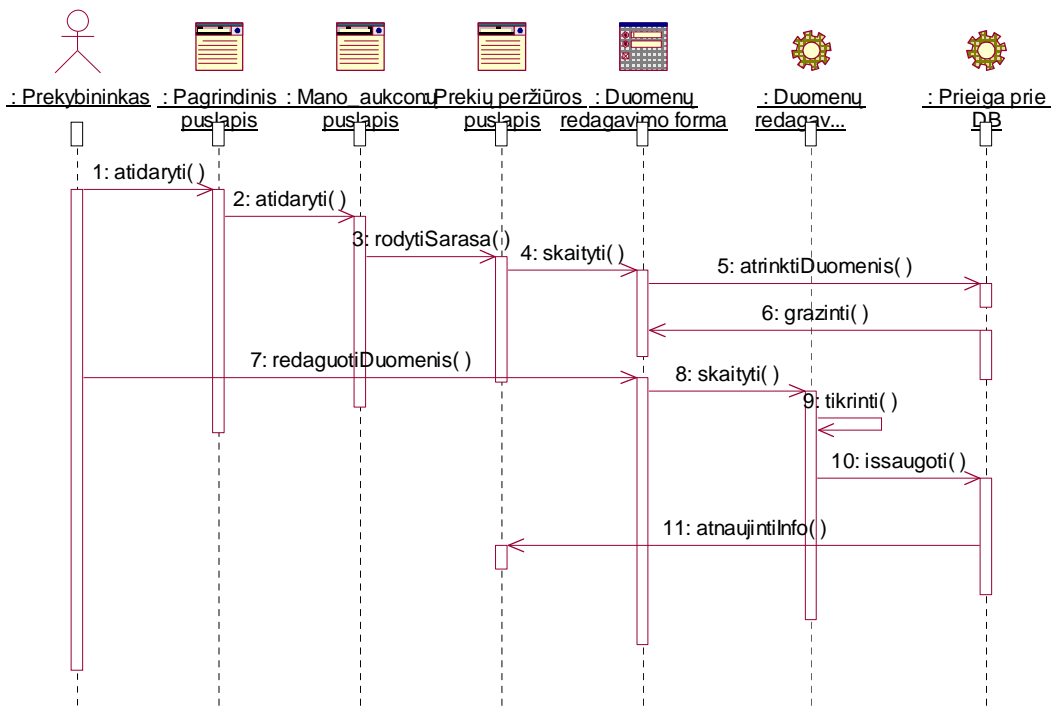 : Prekybininkas
: Pagrindinis
puslapis
: Mano_aukconų
puslapis
: Prekių peržiūros
puslapis
: Duomenų
redagavimo forma
: Duomenų
redagav...
: Prieiga prie
DB
1: atidaryti( )
2: atidaryti( )
3: rodytiSarasa( )
4: skaityti( )
5: atrinktiDuomenis( )
6: grazinti( )
7: redaguotiDuomenis( )
8: skaityti( )
9: tikrinti( )
10: issaugoti( )
11: atnaujintiInfo( )